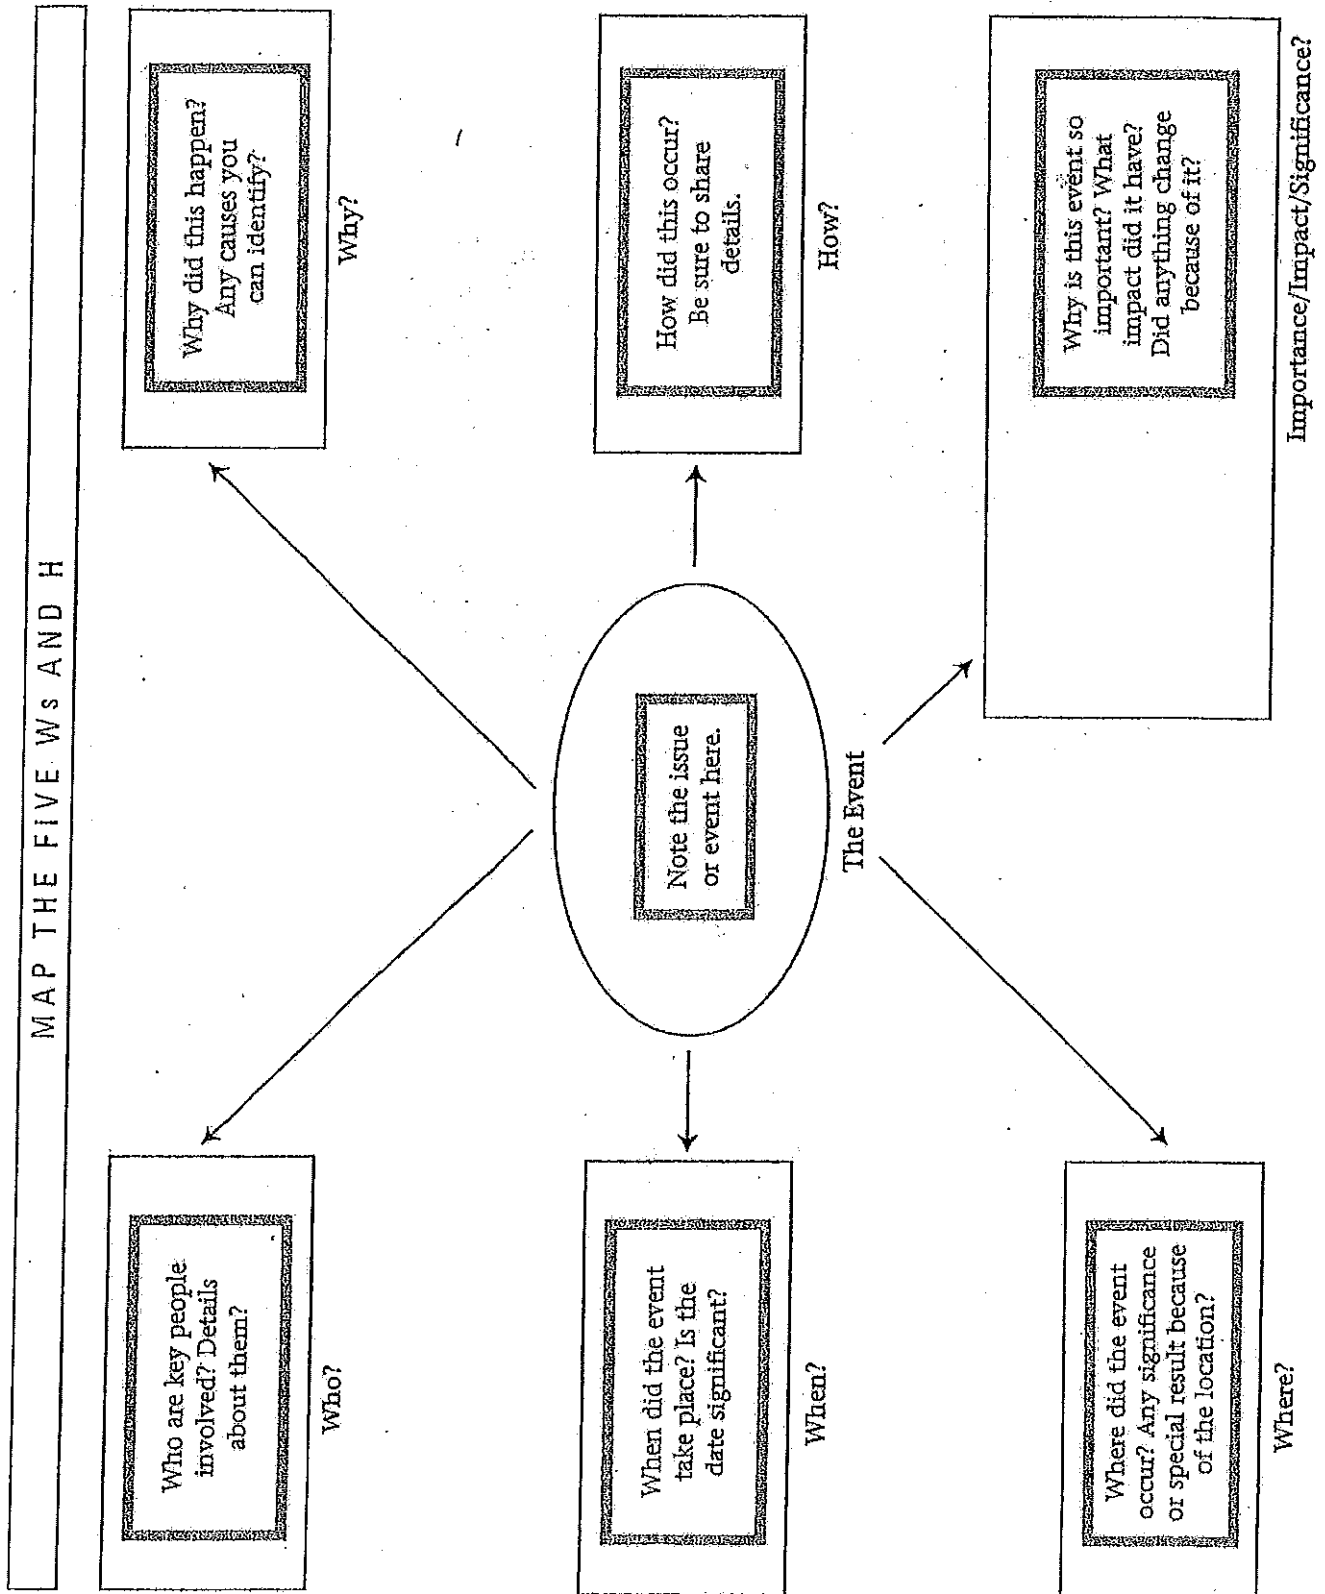 MAP THE FIVE Ws AND H
Who are key people
involved? Details
about them?
Who?
Why did this happen?
Any causes you
can identify?
Why?
When did the event
take place? Is the
date significant?
When?
Note the issue
or event here.
The Event
How did this occur?
Be sure to share
details.
How?
Where did the event
occur? Any significance
or special result because
of the location?
Where?
Why is this event so
important? What
impact did it have?
Did anything change
because of it?
Importance/Impact/Significance?